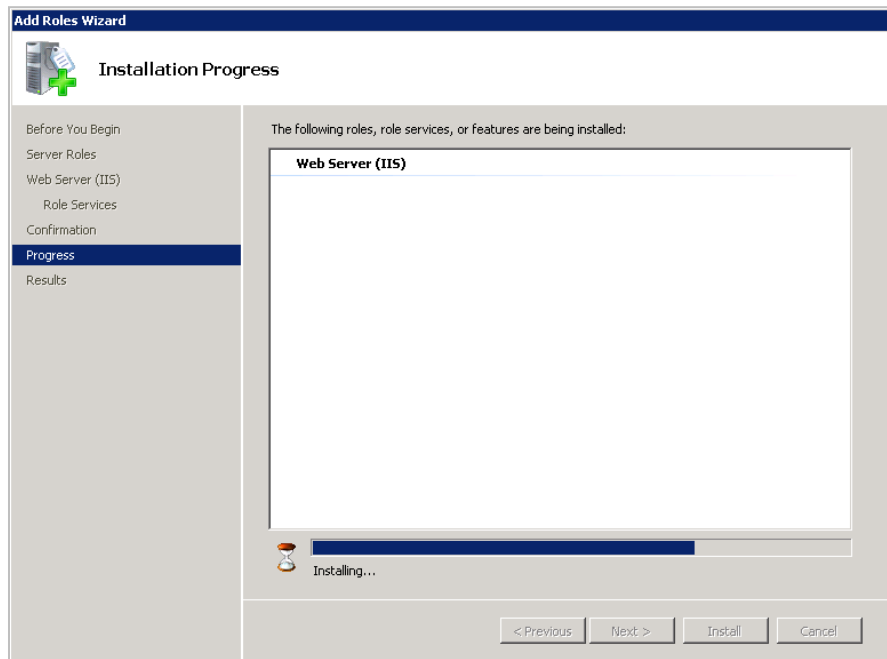 Add Roles Wizard
Installation Progress
Before You Begin
Server Roles
Web Server (IIS)
Role Services
Confirmation
Progress
Results
The following roles, role services, or features are being installed:
Web Server (IIS)
Installing...
< Previous Next > Install Cancel